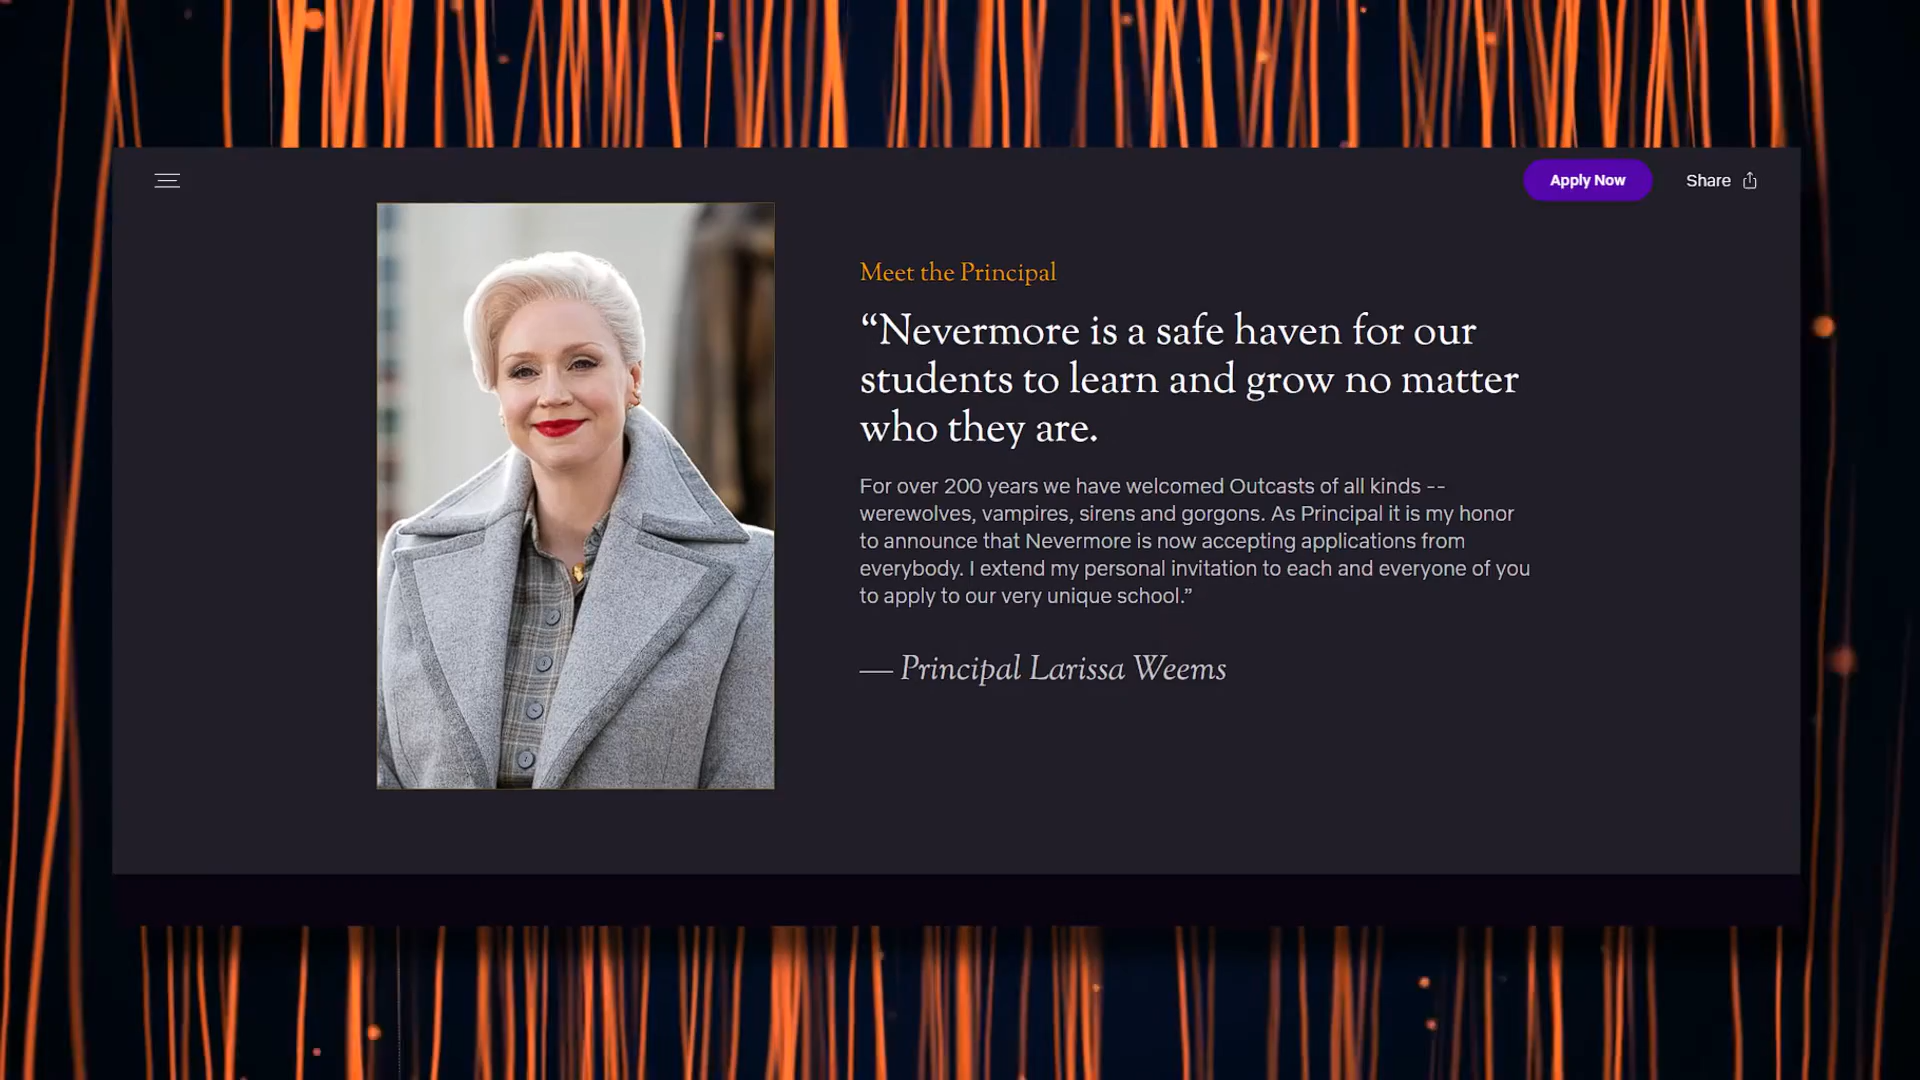 Apply Now
Share
Meet the Principal
“Nevermore is a safe haven for our
students to learn and grow no matter
who they are.
For over 200 years we have welcomed Outcasts of all kinds --
werewolves, vampires, sirens and gorgons. As Principal it is my honor
to announce that Nevermore is now accepting applications from
everybody. I extend my personal invitation to each and everyone of you
to apply to our very unique school.”
— Principal Larissa Weems